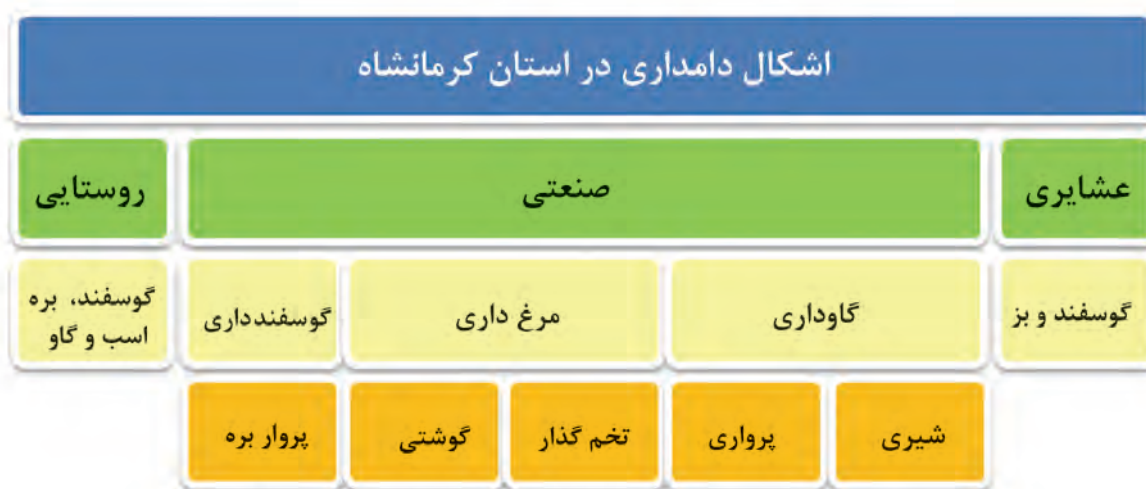 اشکال دامداری در استان کرمانشاه
عشایری
صنعتی
روستایی
گوسفند و بز
گاوداری
مرغ داری
گوسفندداری
گوسفند، بره
اسب و گاو
شیری
پرواری
تخم گذار
گوشتی
پروار بره